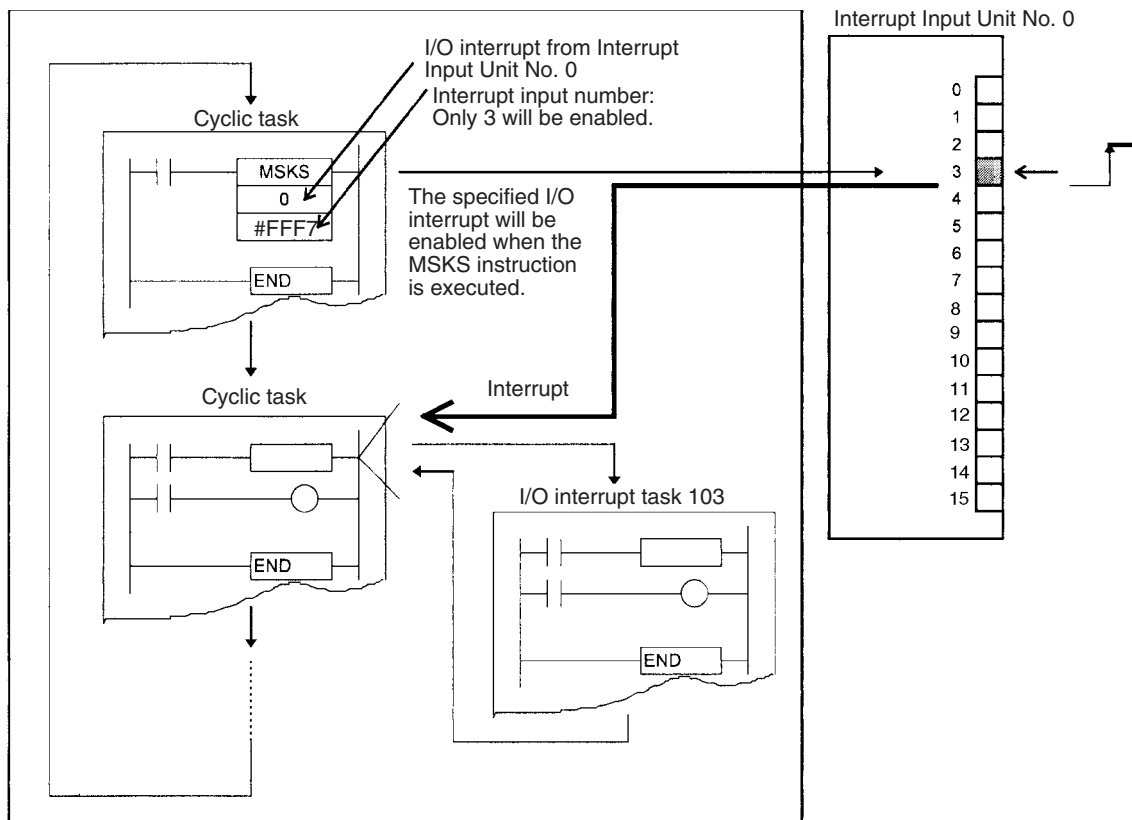 Interrupt Input Unit No. 0
I/O interrupt from Interrupt
Input Unit No. 0
Interrupt input number:
Only 3 will be enabled.
Cyclic task
MSKS
0
#FFF7
END
The specified I/O
interrupt will be
enabled when the
MSKS instruction
is executed.
0
1
2
3
4
5
6
7
8
9
10
11
12
13
14
15
Interrupt
Cyclic task
END
I/O interrupt task 103
END